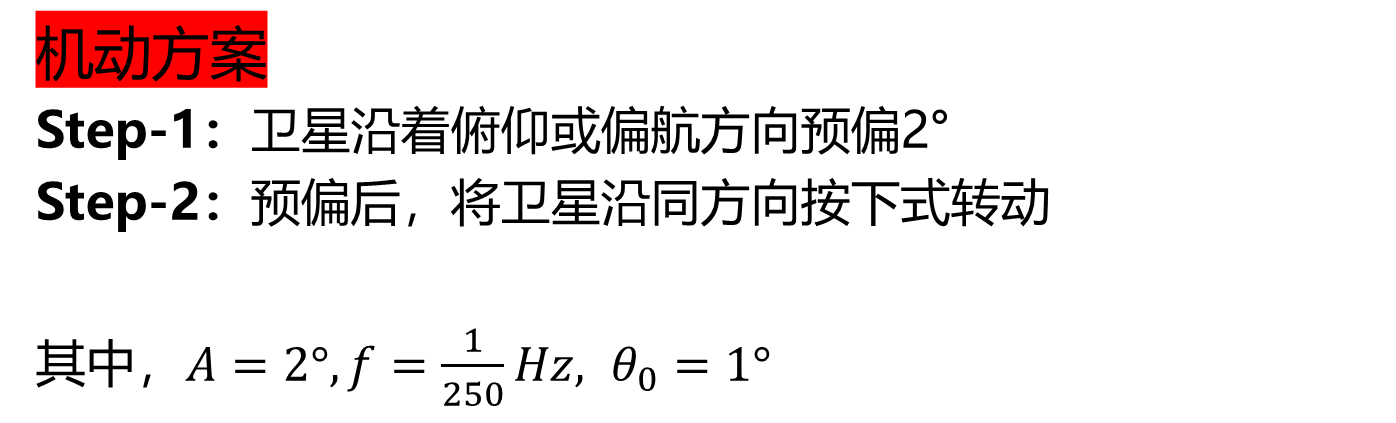 机动方案
Step-1：卫星沿着俯仰或偏航方向预偏2°
Step-2：预偏后，将卫星沿同方向按下式转动
其中，A = 2°, f = 1/250 Hz, θ₀ = 1°